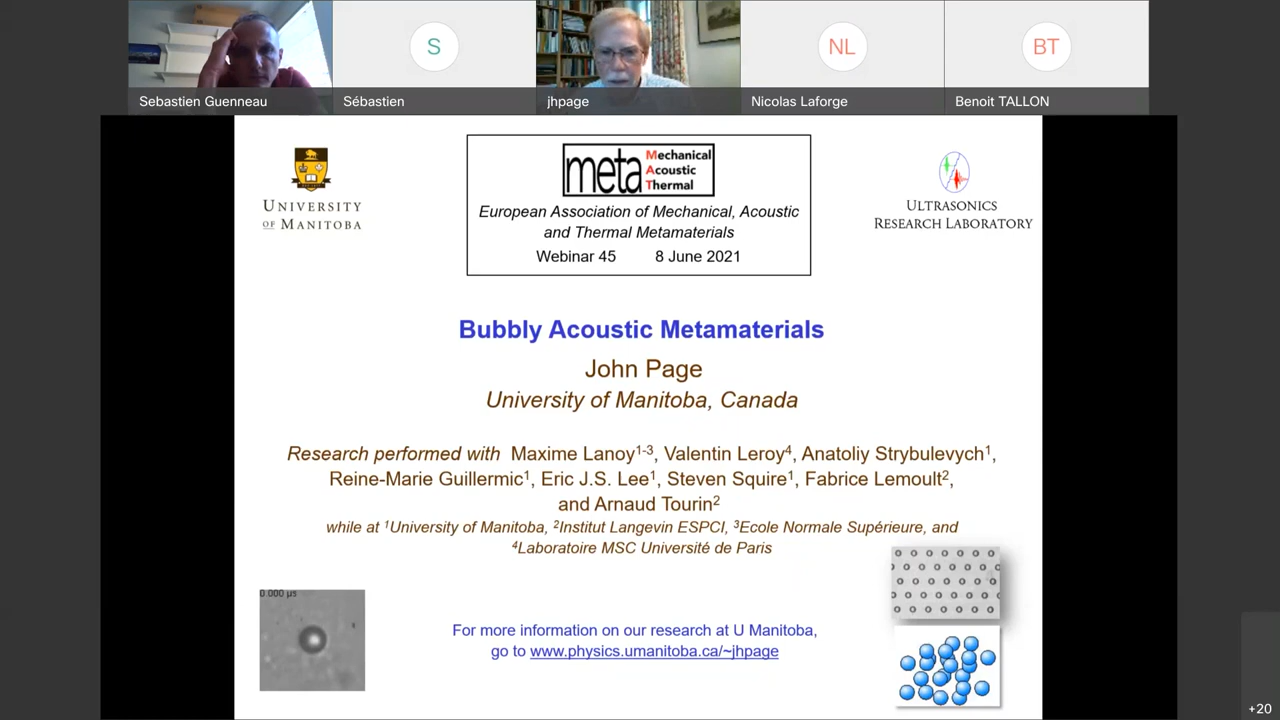 S
NL
BT
Sebastien Guenneau
Sébastien
jhpage
Nicolas Laforge
Benoit TALLON
UNIVERSITY
OF MANITOBA
meta Mechanical
Acoustic
Thermal
European Association of Mechanical, Acoustic
and Thermal Metamaterials
Webinar 45 8 June 2021
ULTRASONICS
RESEARCH LABORATORY
Bubbly Acoustic Metamaterials
John Page
University of Manitoba, Canada
Research performed with Maxime Lanoy¹⁻³, Valentin Leroy⁴, Anatoliy Strybulevych¹,
Reine-Marie Guillermic¹, Eric J.S. Lee¹, Steven Squire¹, Fabrice Lemoult²,
and Arnaud Tourin²
while at ¹University of Manitoba, ²Institut Langevin ESPCI, ³Ecole Normale Supérieure, and
⁴Laboratoire MSC Université de Paris
0.000 µs
For more information on our research at U Manitoba,
go to www.physics.umanitoba.ca/~jhpage
+20